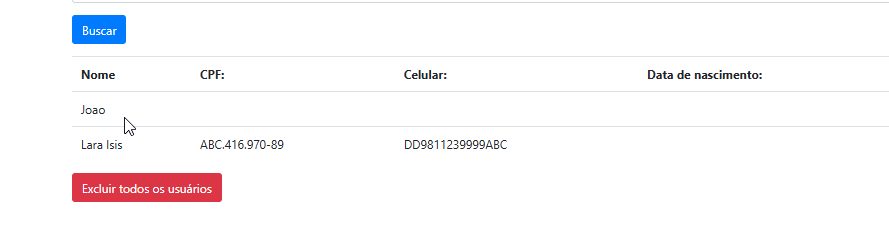 Buscar
Nome CPF: Celular: Data de nascimento:
Joao
Lara Isis ABC.416.970-89 DD9811239999ABC
Excluir todos os usuários